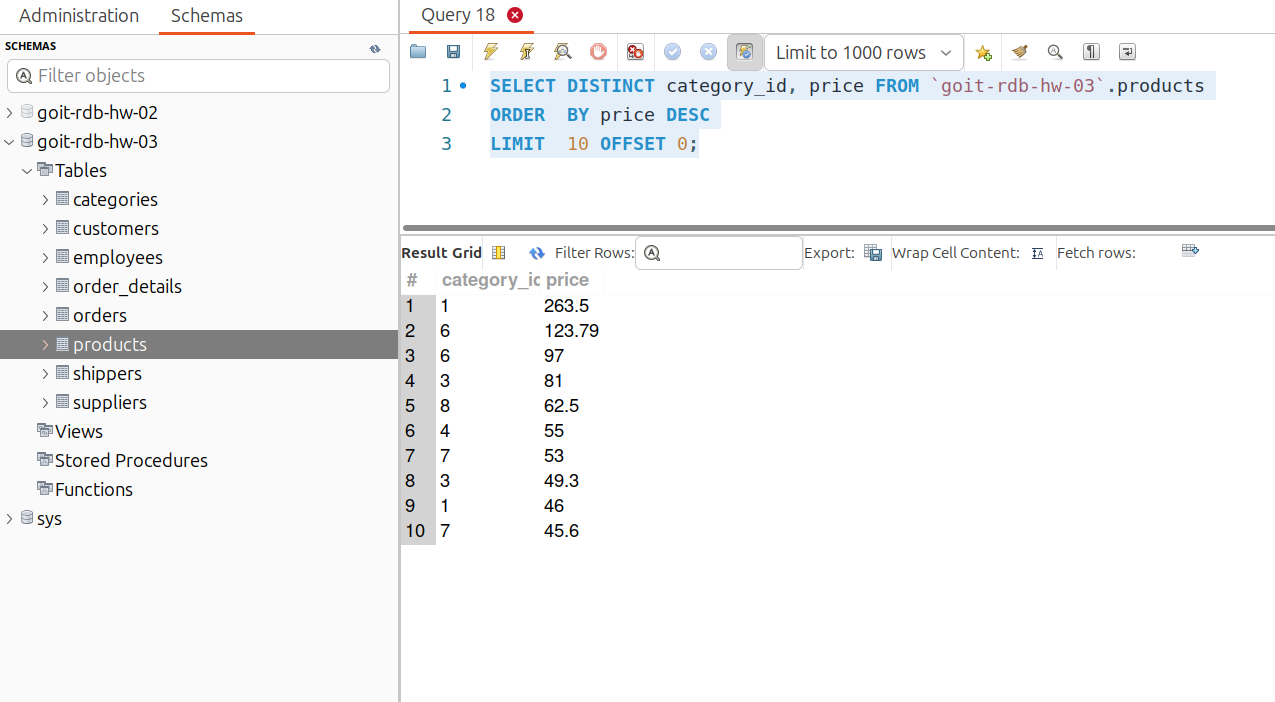 Administration Schemas
SCHEMAS
Filter objects
goit-rdb-hw-02
goit-rdb-hw-03
Tables
categories
customers
employees
order_details
orders
products
shippers
suppliers
Views
Stored Procedures
Functions
sys
Query 18
Limit to 1000 rows
1 SELECT DISTINCT category_id, price FROM `goit-rdb-hw-03`.products
2 ORDER  BY price DESC
3 LIMIT  10 OFFSET 0;
Result Grid Filter Rows: Export: Wrap Cell Content: Fetch rows:
# category_id price
1 1 263.5
2 6 123.79
3 6 97
4 3 81
5 8 62.5
6 4 55
7 7 53
8 3 49.3
9 1 46
10 7 45.6